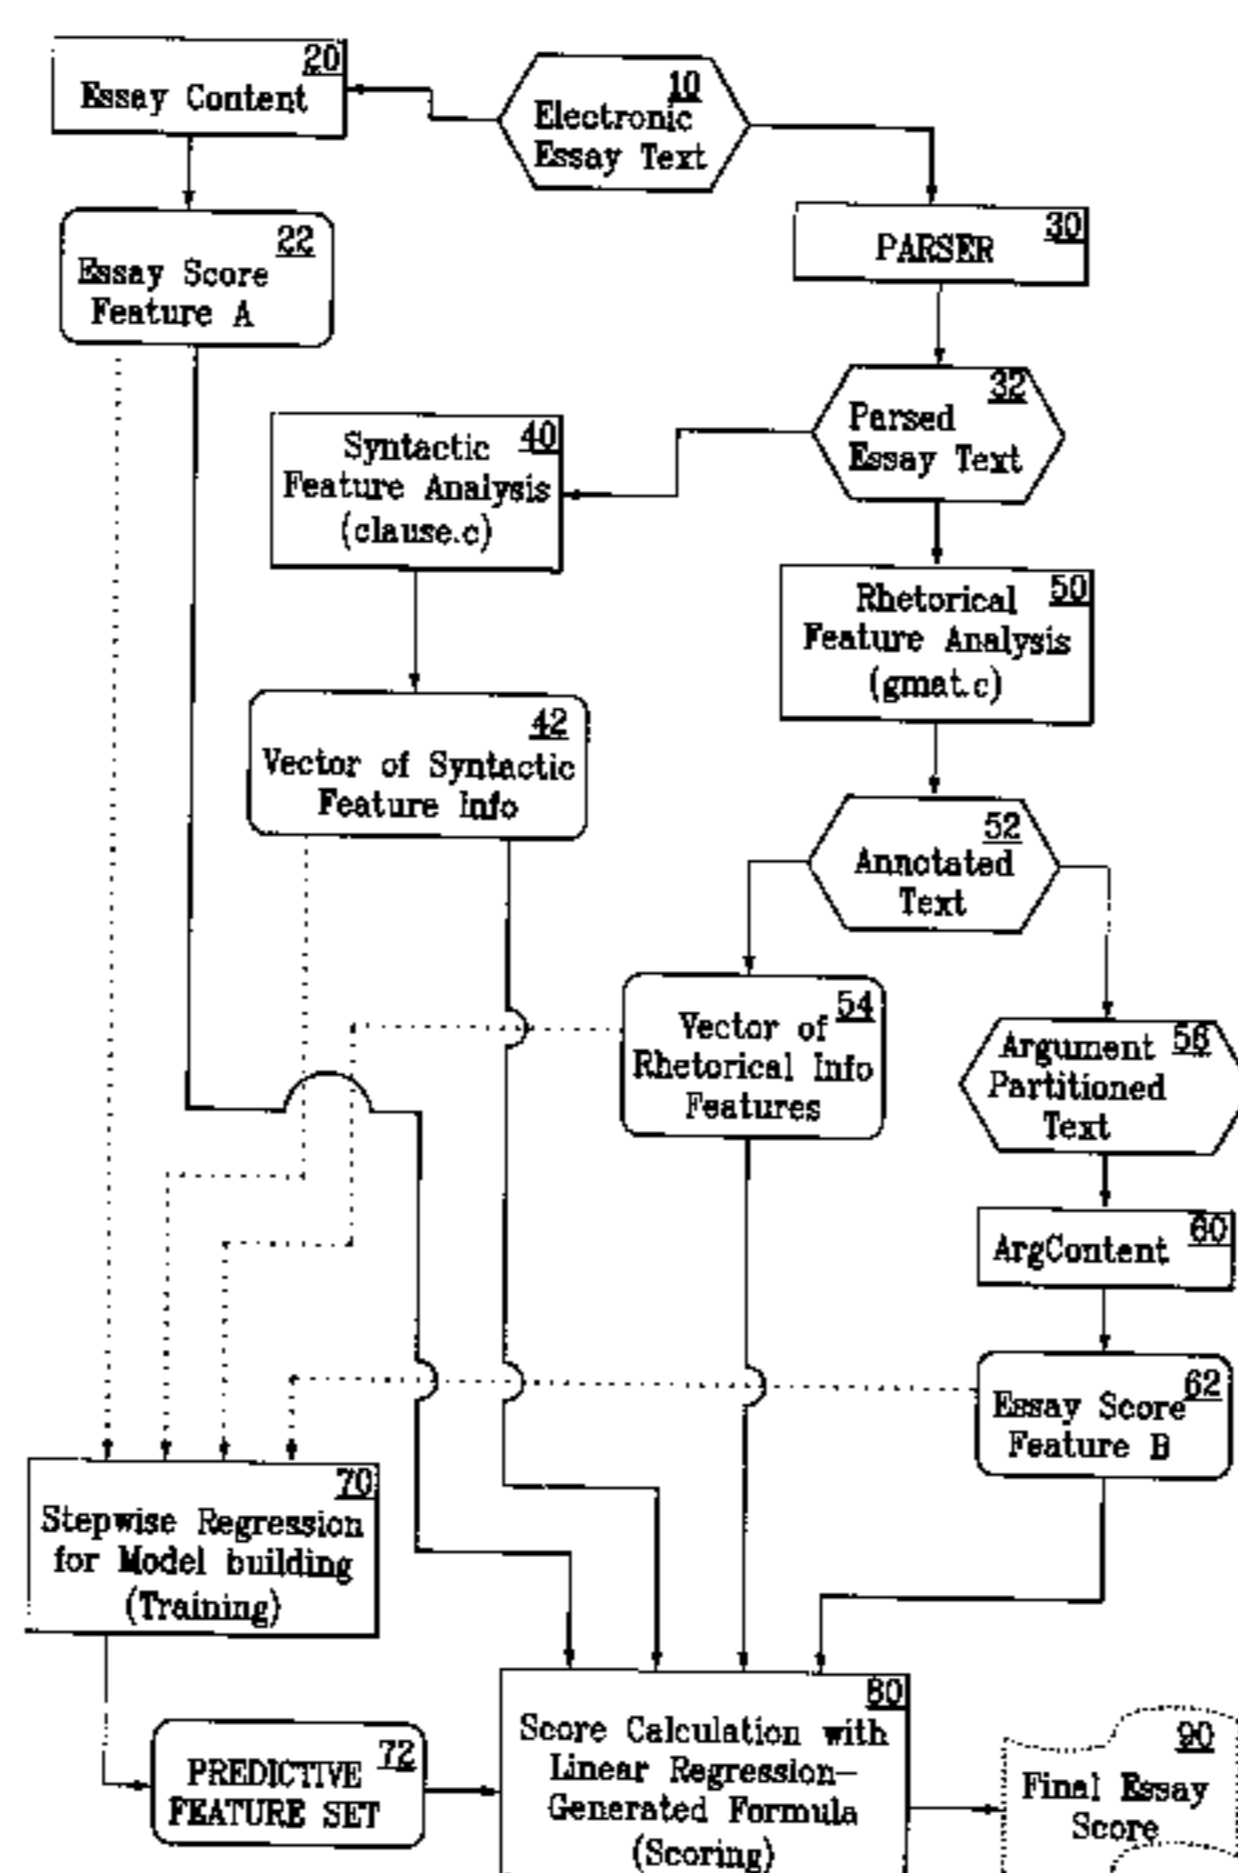 20
Essay Content
10
Electronic
Essay Text
22
Essay Score
Feature A
30
PARSER
32
Parsed
Essay Text
40
Syntactic
Feature Analysis
(clause.c)
50
Rhetorical
Feature Analysis
(gmat.c)
42
Vector of Syntactic
Feature Info
52
Annotated
Text
54
Vector of
Rhetorical Info
Features
56
Argument
Partitioned
Text
60
ArgContent
62
Essay Score
Feature B
70
Stepwise Regression
for Model building
(Training)
72
PREDICTIVE
FEATURE SET
80
Score Calculation with
Linear Regression-
Generated Formula
(Scoring)
90
Final Essay
Score